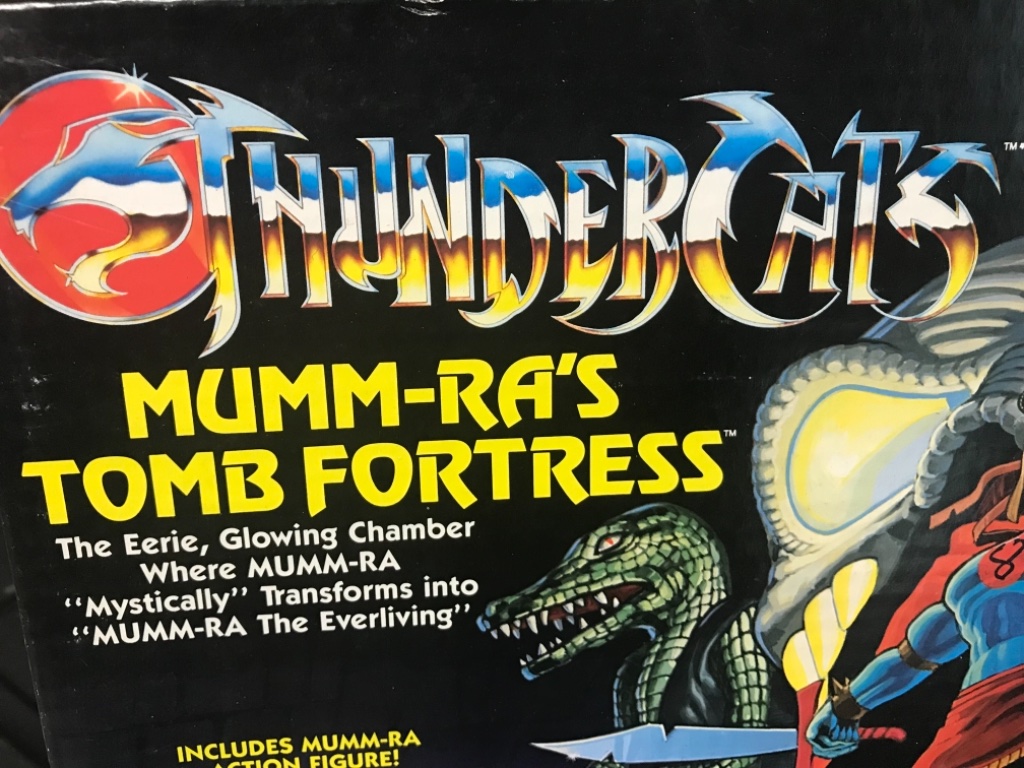 THUNDERCATS™
MUMM-RA'S
TOMB FORTRESS™
The Eerie, Glowing Chamber
Where MUMM-RA
“Mystically” Transforms into
“MUMM-RA The Everliving”
INCLUDES MUMM-RA
ACTION FIGURE!